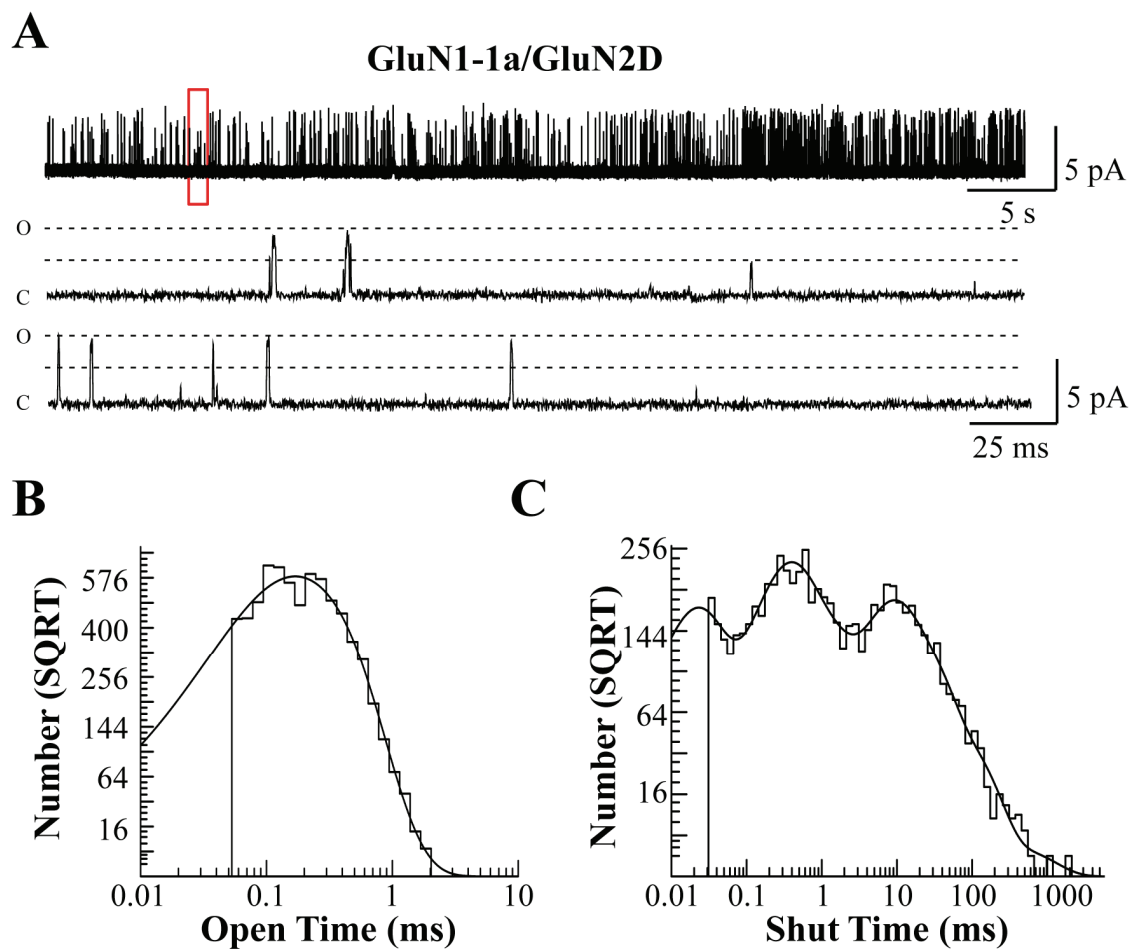 A
GluN1-1a/GluN2D
5 pA
5 s
O
C
O
C
5 pA
25 ms
B
Number (SQRT)
576
400
256
144
64
16
0.01
0.1
1
10
Open Time (ms)
C
Number (SQRT)
256
144
64
16
0.01
0.1
1
10
100
1000
Shut Time (ms)